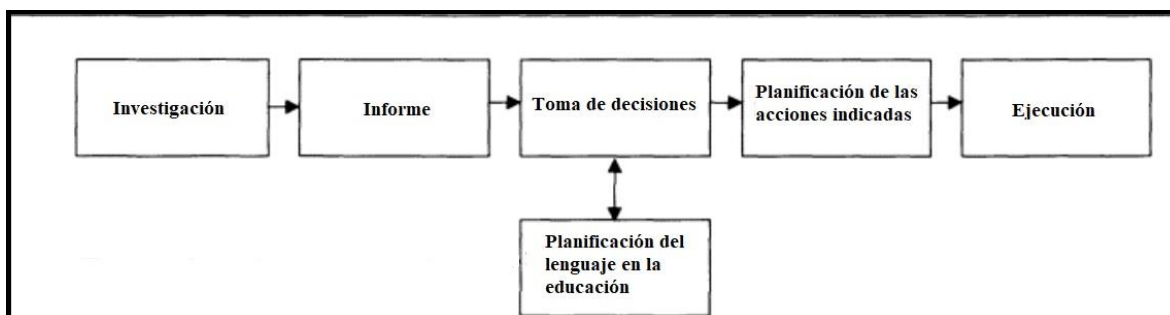 Investigación
Informe
Toma de decisiones
Planificación de las
acciones indicadas
Ejecución
Planificación del
lenguaje en la
educación